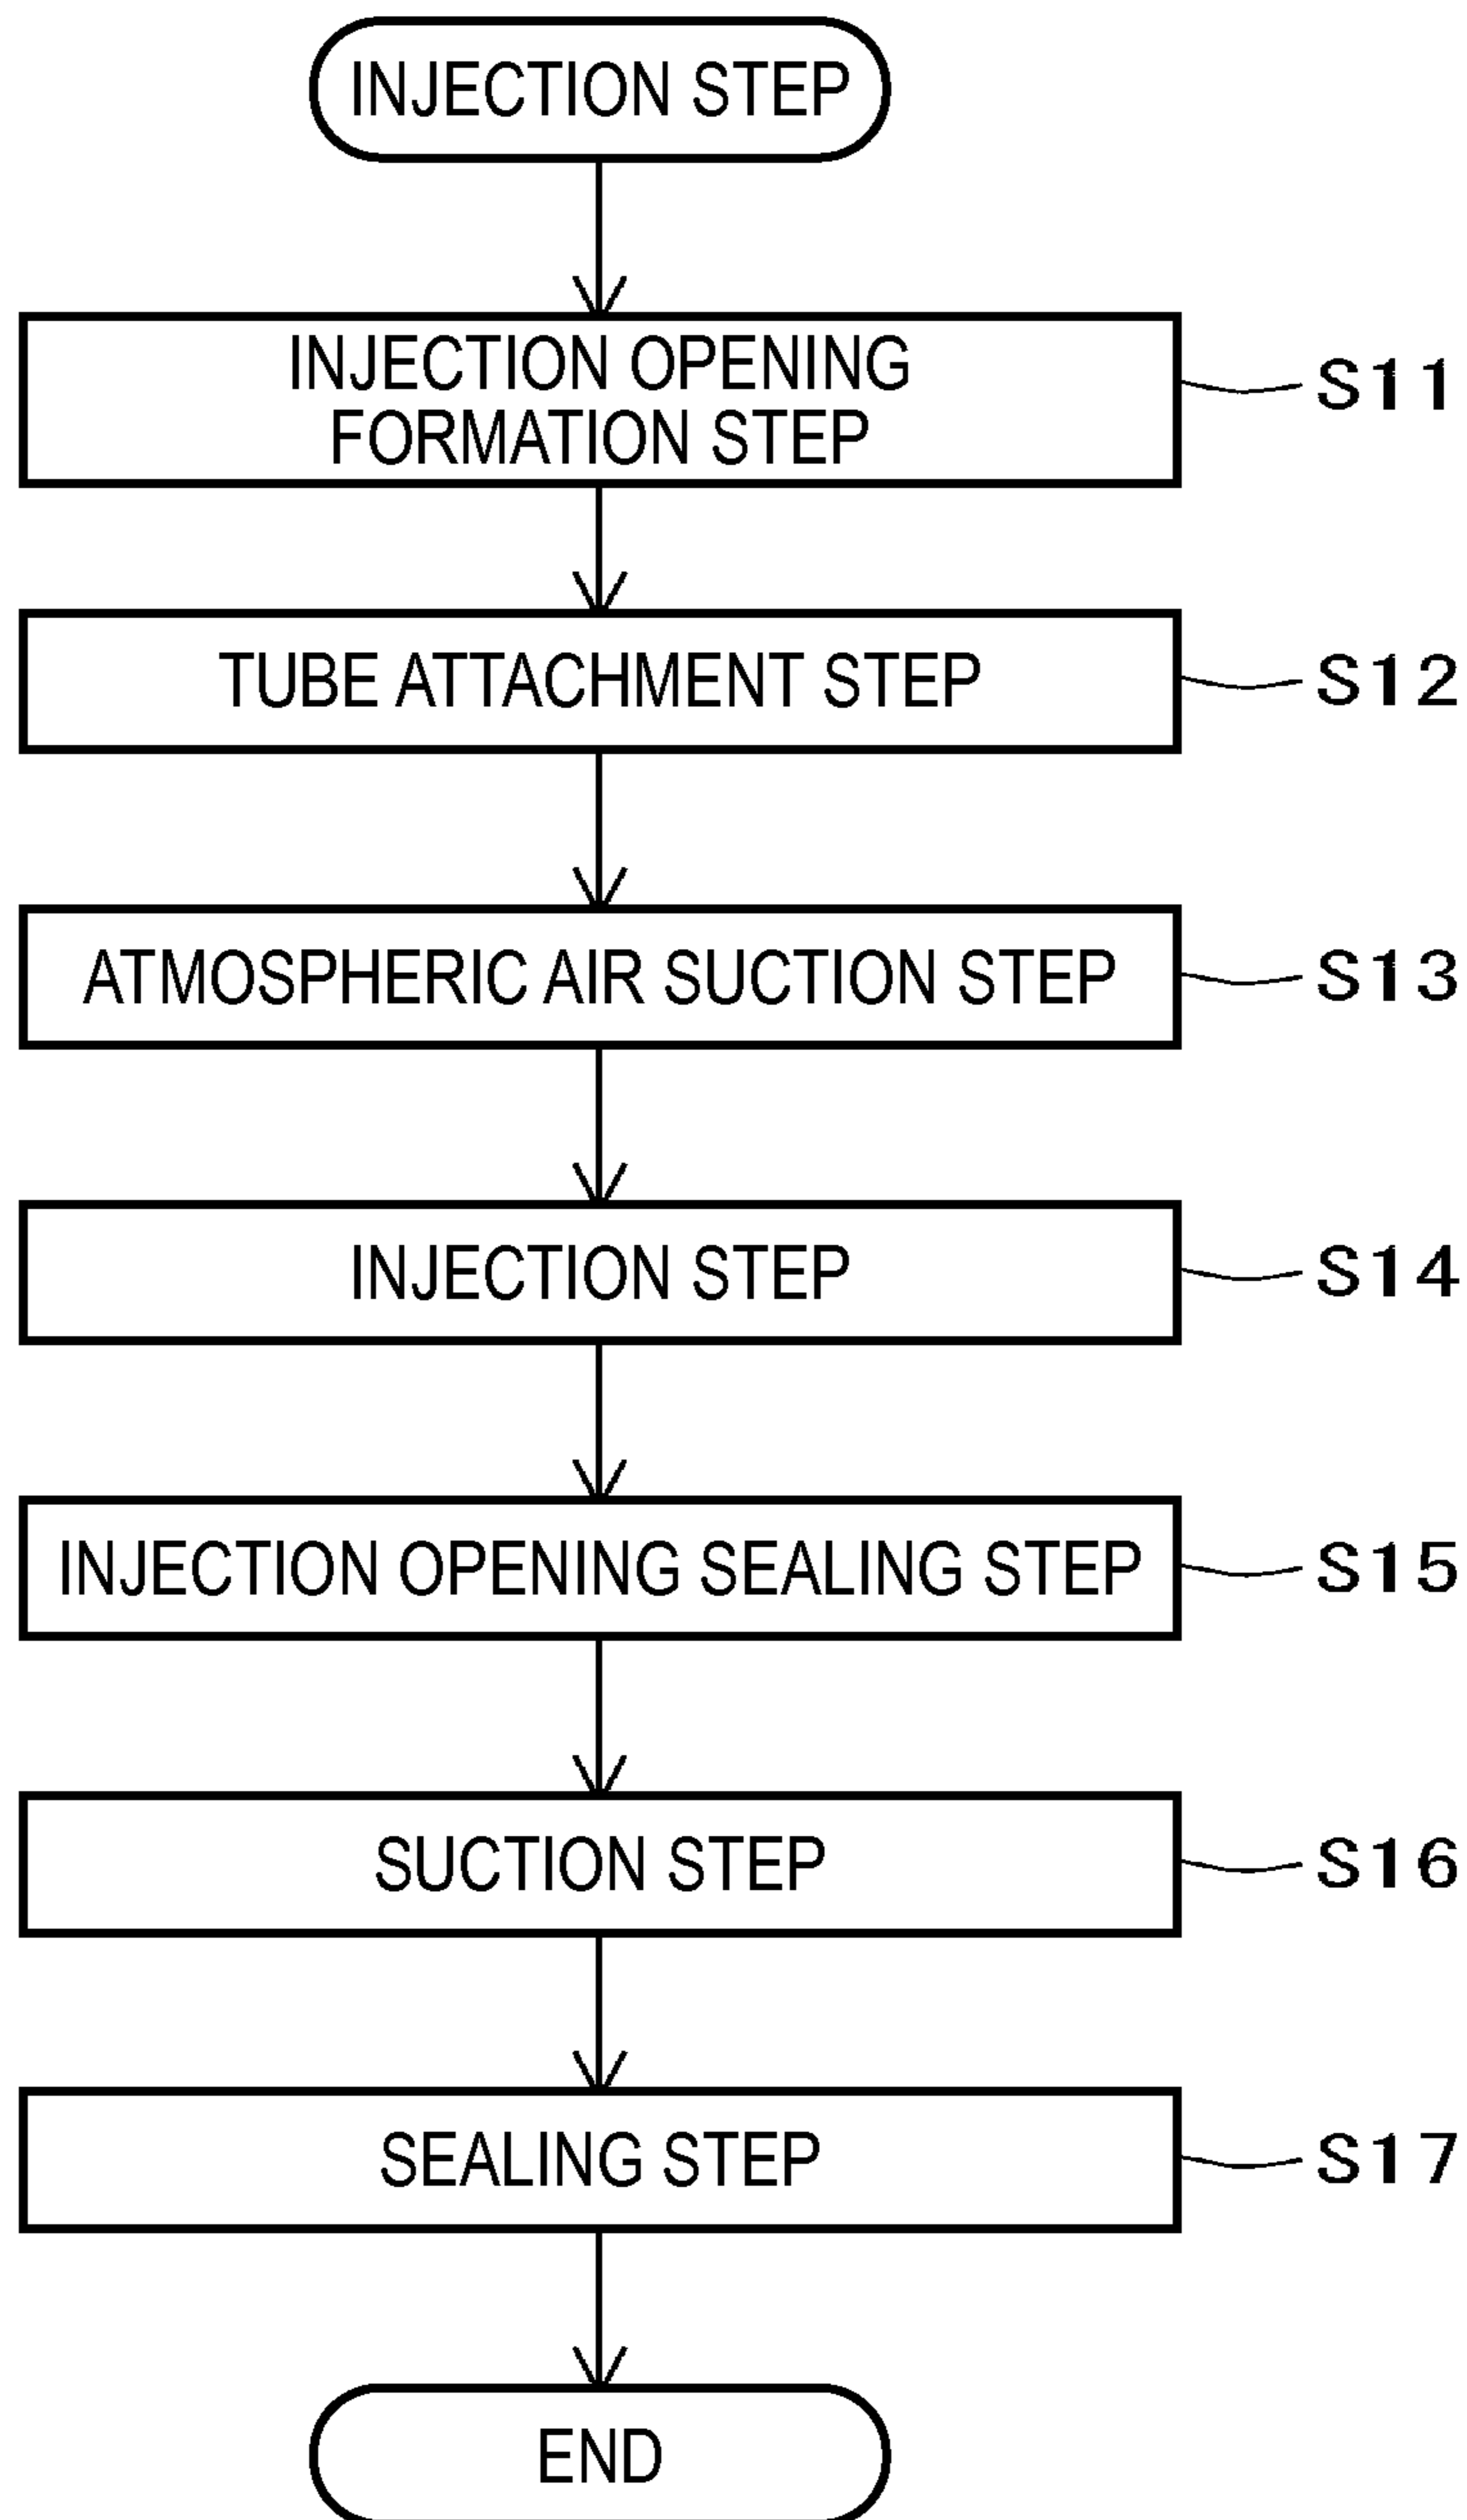 INJECTION STEP
INJECTION OPENING
FORMATION STEP
S11
TUBE ATTACHMENT STEP
S12
ATMOSPHERIC AIR SUCTION STEP
S13
INJECTION STEP
S14
INJECTION OPENING SEALING STEP
S15
SUCTION STEP
S16
SEALING STEP
S17
END